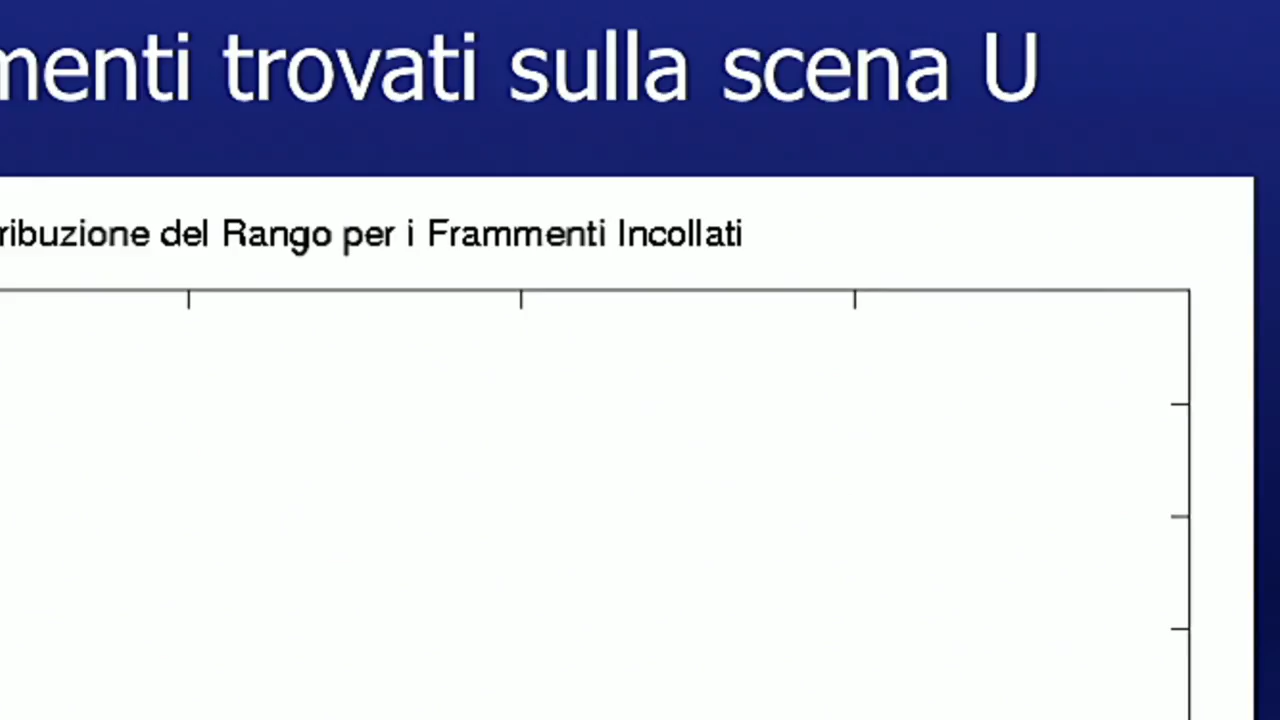 menti trovati sulla scena U
ribuzione del Rango per i Frammenti Incollati